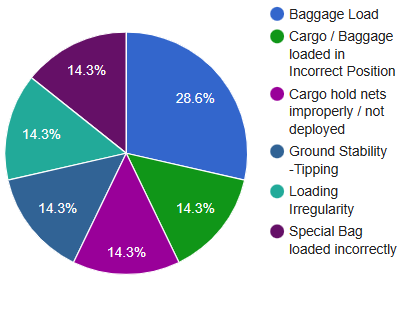 Baggage Load
Cargo / Baggage
loaded in
Incorrect Position
Cargo hold nets
improperly / not
deployed
Ground Stability
-Tipping
Loading
Irregularity
Special Bag
loaded incorrectly
28.6%
14.3%
14.3%
14.3%
14.3%
14.3%